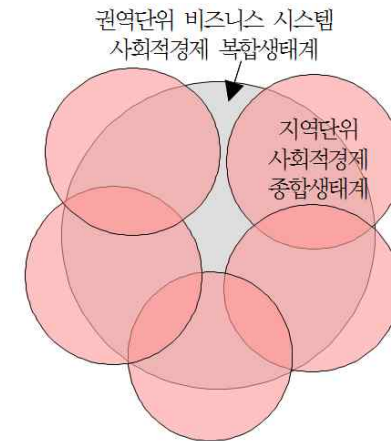 권역단위 비즈니스 시스템
사회적경제 복합생태계
지역단위
사회적경제
종합생태계